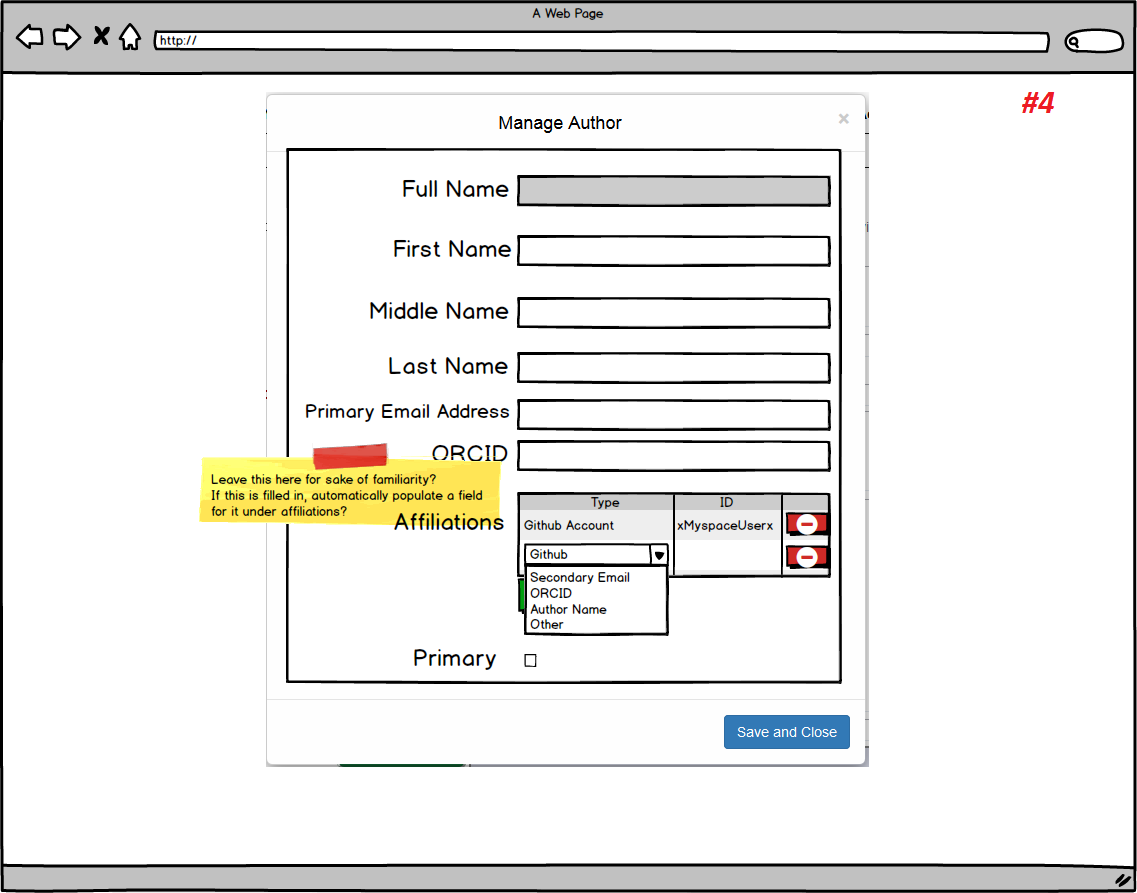 A Web Page
http://
#4
Manage Author
×
Full Name
First Name
Middle Name
Last Name
Primary Email Address
ORCID
Leave this here for sake of familiarity?
If this is filled in, automatically populate a field
for it under affiliations?
Affiliations
Type ID
Github Account xMyspaceUserx
Github
Secondary Email
ORCID
Author Name
Other
Primary
Save and Close